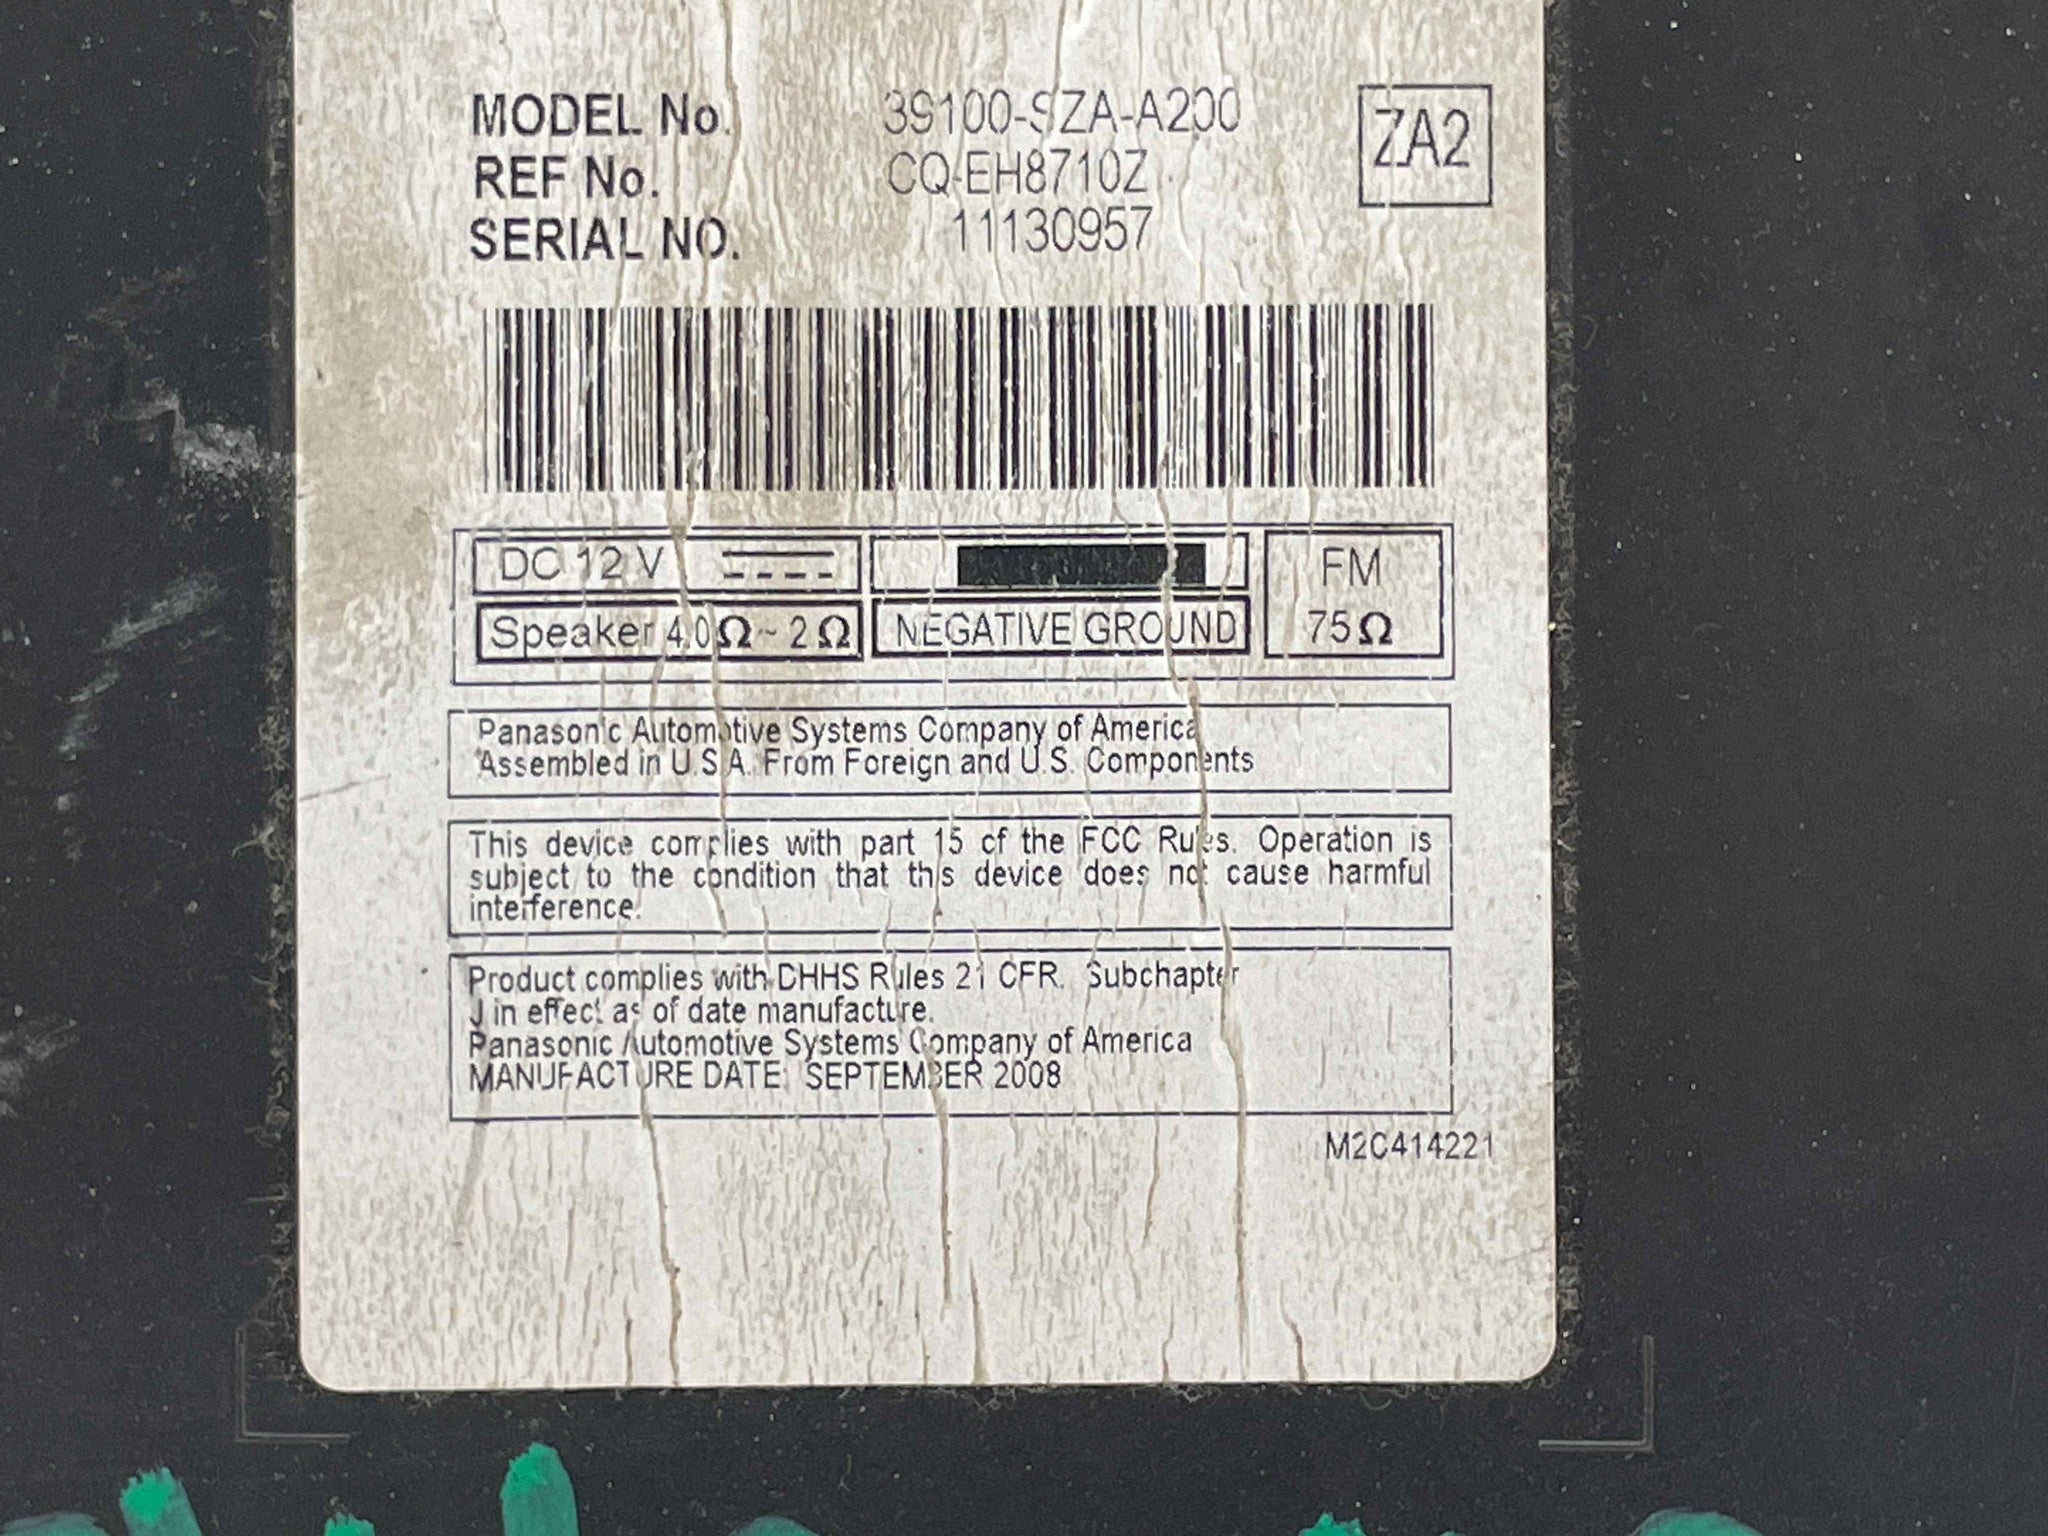 MODEL No. 39100-SZA-A200 ZA2
REF No. CQ-EH8710Z
SERIAL NO. 11130957
DC 12 V
Speaker 4.0Ω ~ 2Ω
NEGATIVE GROUND
FM
75Ω
Panasonic Automotive Systems Company of America
Assembled in U.S.A. From Foreign and U.S. Components
This device complies with part 15 of the FCC Rules. Operation is
subject to the condition that this device does not cause harmful
interference.
Product complies with DHHS Rules 21 CFR. Subchapter
J in effect as of date manufacture.
Panasonic Automotive Systems Company of America
MANUFACTURE DATE: SEPTEMBER 2008
M2C414221